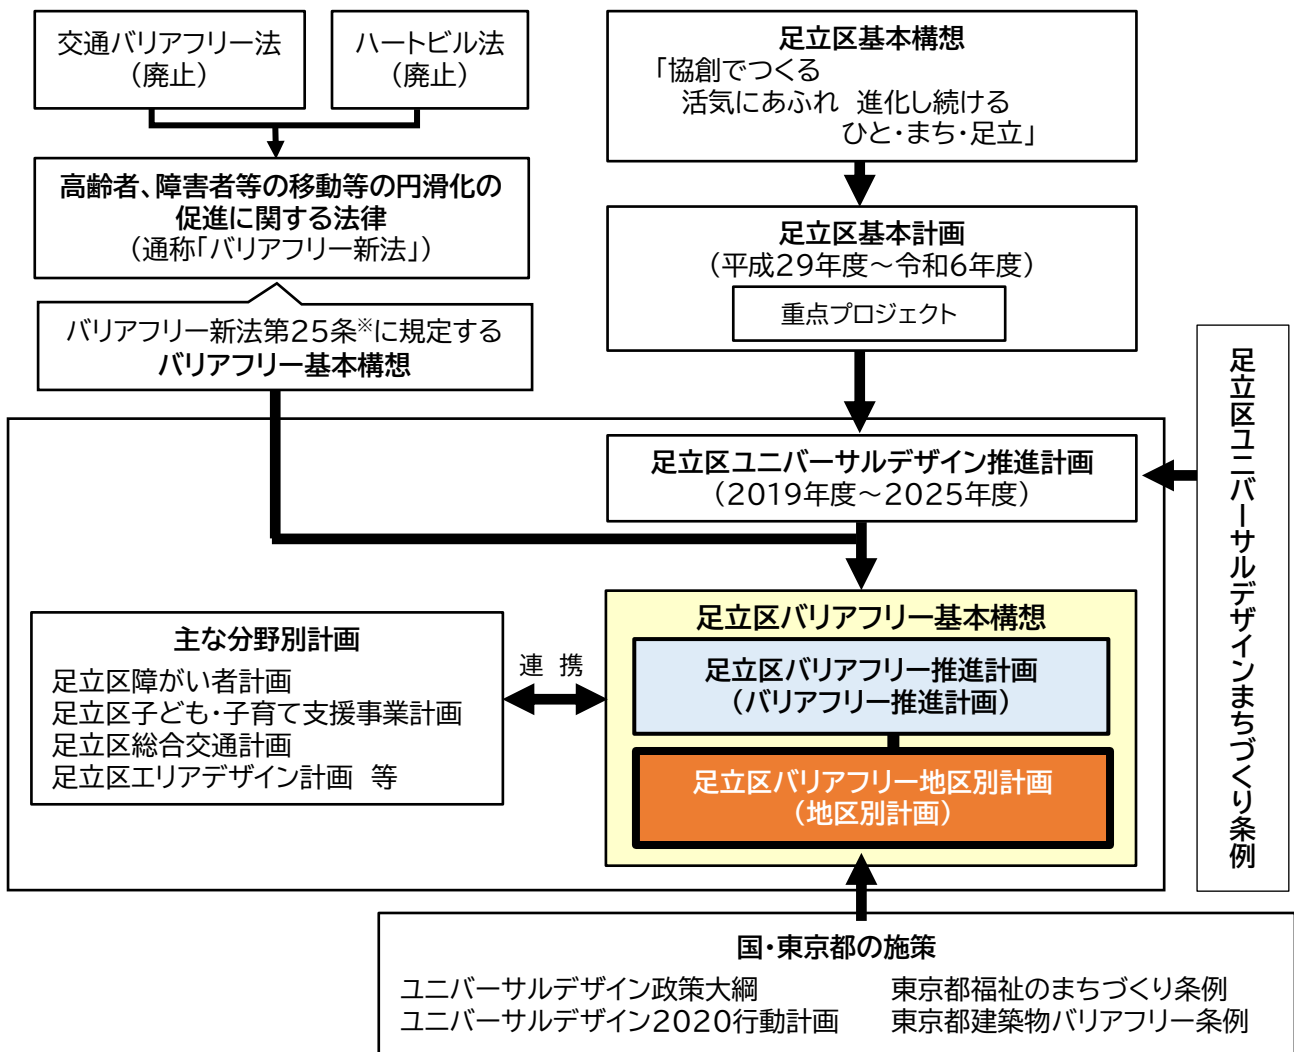 交通バリアフリー法
（廃止）
ハートビル法
（廃止）
高齢者、障害者等の移動等の円滑化の
促進に関する法律
（通称「バリアフリー新法」）
バリアフリー新法第25条※に規定する
バリアフリー基本構想
足立区基本構想
「協創でつくる
活気にあふれ 進化し続ける
ひと・まち・足立」
足立区基本計画
（平成29年度～令和6年度）
重点プロジェクト
足立区ユニバーサルデザイン推進計画
（2019年度～2025年度）
足立区ユニバーサルデザインまちづくり条例
主な分野別計画
足立区障がい者計画
足立区子ども・子育て支援事業計画
足立区総合交通計画
足立区エリアデザイン計画 等
連 携
足立区バリアフリー基本構想
足立区バリアフリー推進計画
（バリアフリー推進計画）
足立区バリアフリー地区別計画
（地区別計画）
国・東京都の施策
ユニバーサルデザイン政策大綱
ユニバーサルデザイン2020行動計画
東京都福祉のまちづくり条例
東京都建築物バリアフリー条例